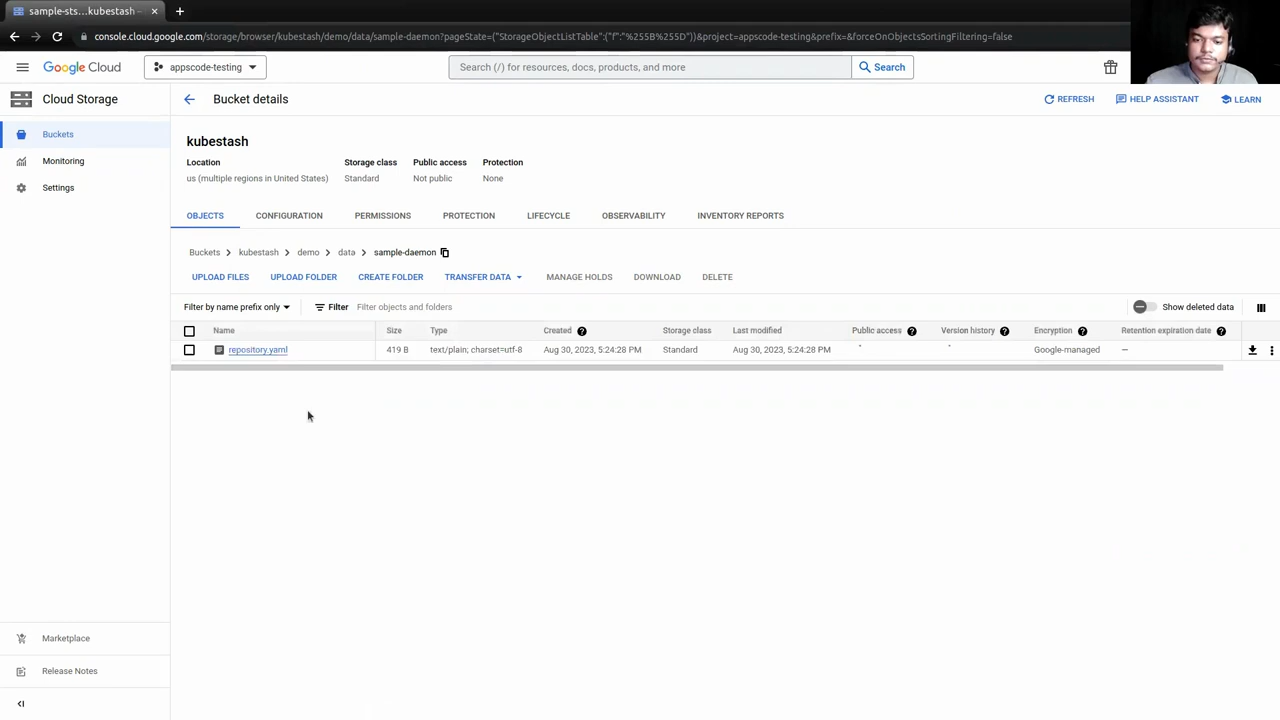 sample-sts...kubestash –
console.cloud.google.com/storage/browser/kubestash/demo/data/sample-daemon?pageState=("StorageObjectListTable":("f":"%255B%255D"))&project=appscode-testing&prefix=&forceOnObjectsSortingFiltering=false
Google Cloud
appscode-testing
Search (/) for resources, docs, products, and more
Search
Cloud Storage
Bucket details
REFRESH
HELP ASSISTANT
LEARN
Buckets
Monitoring
Settings
kubestash
Location Storage class Public access Protection
us (multiple regions in United States) Standard Not public None
OBJECTS CONFIGURATION PERMISSIONS PROTECTION LIFECYCLE OBSERVABILITY INVENTORY REPORTS
Buckets > kubestash > demo > data > sample-daemon
UPLOAD FILES UPLOAD FOLDER CREATE FOLDER TRANSFER DATA MANAGE HOLDS DOWNLOAD DELETE
Filter by name prefix only Filter Filter objects and folders Show deleted data
Name Size Type Created Storage class Last modified Public access Version history Encryption Retention expiration date
repository.yaml 419 B text/plain; charset=utf-8 Aug 30, 2023, 5:24:28 PM Standard Aug 30, 2023, 5:24:28 PM Google-managed —
Marketplace
Release Notes